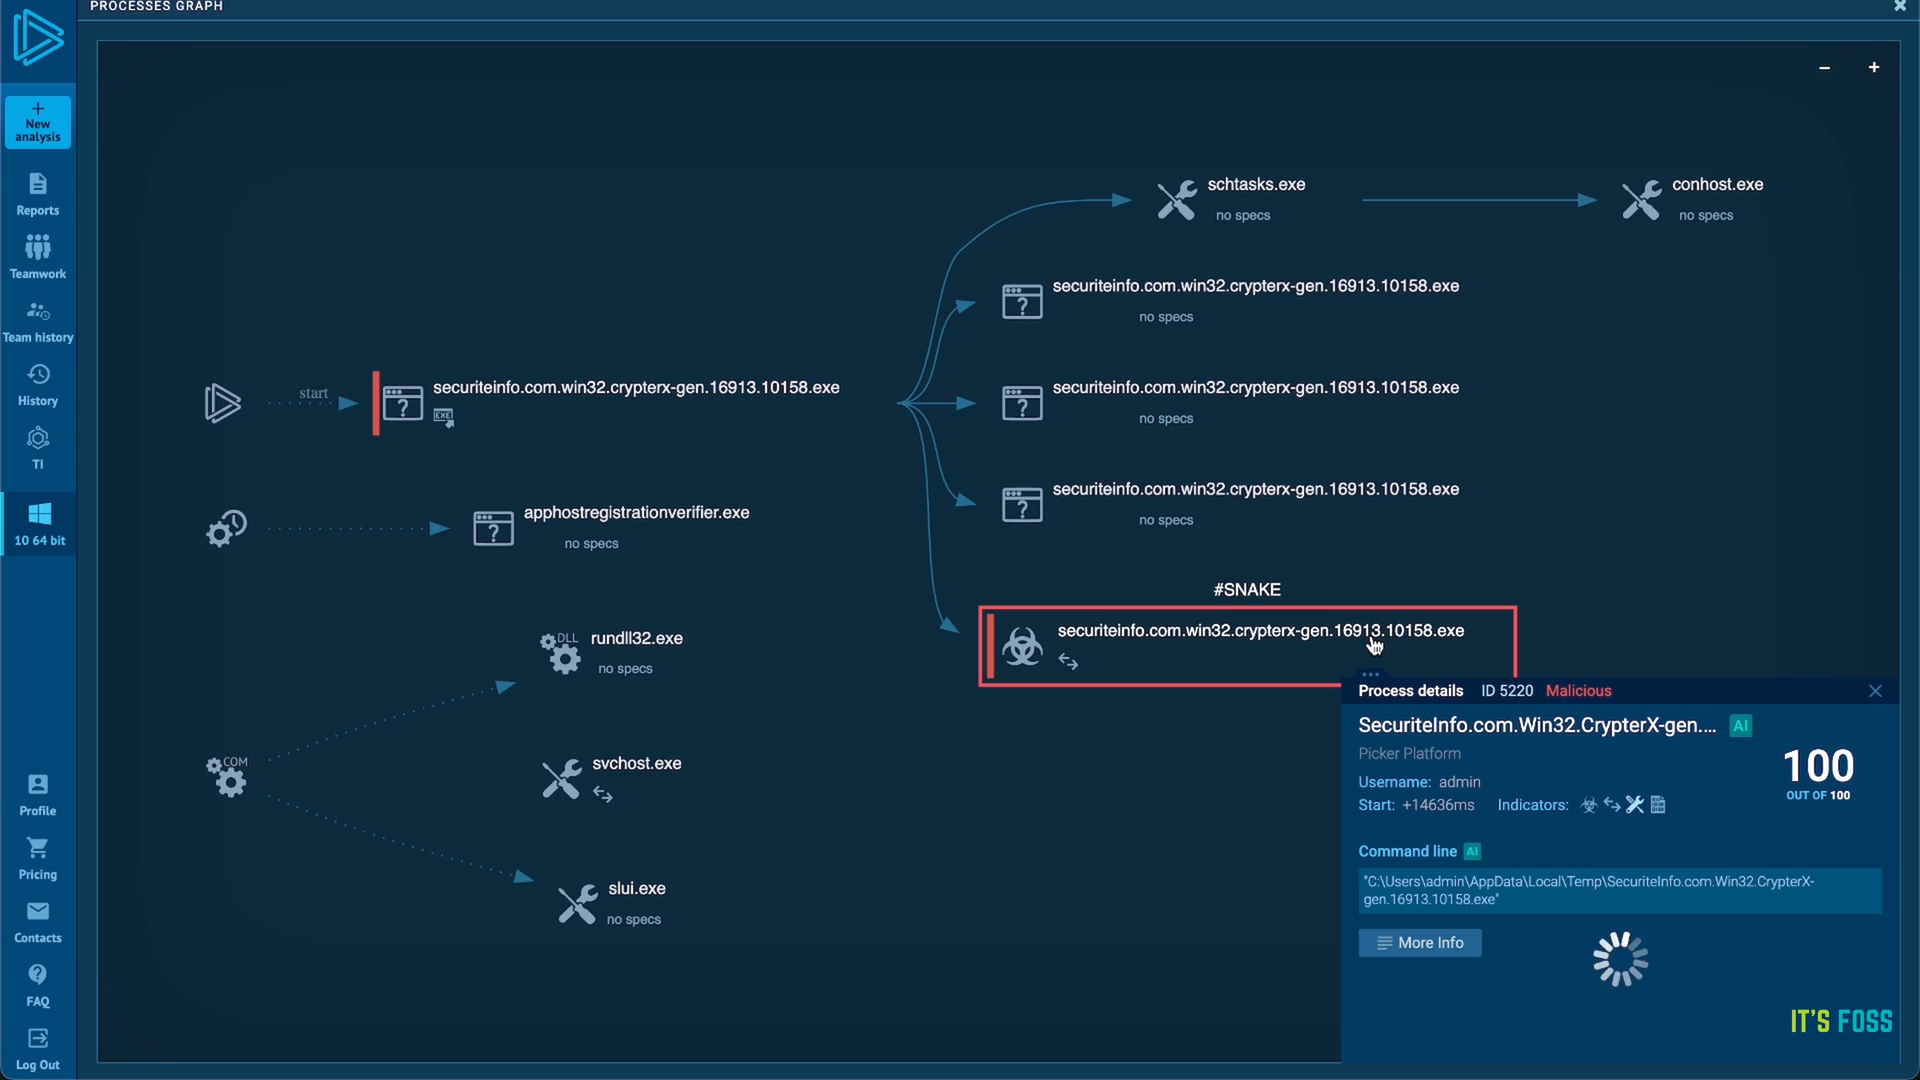 PROCESSES GRAPH
New
analysis
Reports
Teamwork
Team history
History
TI
10 64 bit
Profile
Pricing
Contacts
FAQ
Log Out
schtasks.exe
no specs
conhost.exe
no specs
securiteinfo.com.win32.crypterx-gen.16913.10158.exe
no specs
start
securiteinfo.com.win32.crypterx-gen.16913.10158.exe
EXE
securiteinfo.com.win32.crypterx-gen.16913.10158.exe
no specs
securiteinfo.com.win32.crypterx-gen.16913.10158.exe
no specs
apphostregistrationverifier.exe
no specs
#SNAKE
securiteinfo.com.win32.crypterx-gen.16913.10158.exe
DLL
rundll32.exe
no specs
COM
svchost.exe
slui.exe
no specs
Process details ID 5220 Malicious
SecuriteInfo.com.Win32.CrypterX-gen.... AI
Picker Platform
Username: admin
Start: +14636ms Indicators:
100
OUT OF 100
Command line AI
"C:\Users\admin\AppData\Local\Temp\SecuriteInfo.com.Win32.CrypterX-
gen.16913.10158.exe"
More Info
IT'S FOSS